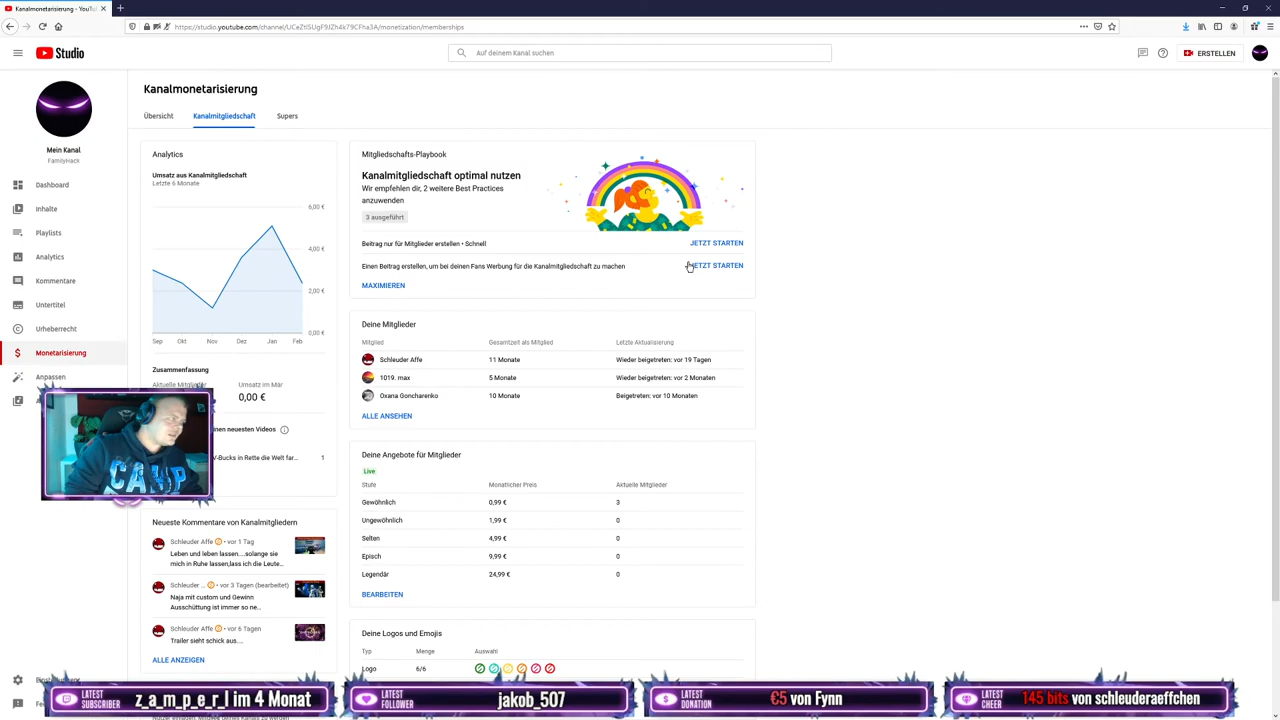 Kanalmonetarisierung - YouTu
https://studio.youtube.com/channel/UCeZtISUgF9JZh4k79CFha3A/monetization/memberships
Studio
Auf deinem Kanal suchen
ERSTELLEN
Mein Kanal
FamilyHack
Dashboard
Inhalte
Playlists
Analytics
Kommentare
Untertitel
Urheberrecht
Monetarisierung
Anpassen
Kanalmonetarisierung
Übersicht
Kanalmitgliedschaft
Supers
Analytics
Umsatz aus Kanalmitgliedschaft
Letzte 6 Monate
6,00 €
4,00 €
2,00 €
0,00 €
Sep Okt Nov Dez Jan Feb
Zusammenfassung
Aktuelle Mitglieder
Umsatz im Mär
0,00 €
inen neuesten Videos
V-Bucks in Rette die Welt far... 1
Neueste Kommentare von Kanalmitgliedern
Schleuder Affe • vor 1 Tag
Leben und leben lassen....solange sie
mich in Ruhe lassen,lass ich die Leute...
Schleuder ... • vor 3 Tagen (bearbeitet)
Naja mit custom und Gewinn
Ausschüttung ist immer so ne...
Schleuder Affe • vor 6 Tagen
Trailer sieht schick aus....
ALLE ANZEIGEN
Mitgliedschafts-Playbook
Kanalmitgliedschaft optimal nutzen
Wir empfehlen dir, 2 weitere Best Practices
anzuwenden
3 ausgeführt
Beitrag nur für Mitglieder erstellen • Schnell JETZT STARTEN
Einen Beitrag erstellen, um bei deinen Fans Werbung für die Kanalmitgliedschaft zu machen JETZT STARTEN
MAXIMIEREN
Deine Mitglieder
Mitglied Gesamtzeit als Mitglied Letzte Aktualisierung
Schleuder Affe 11 Monate Wieder beigetreten: vor 19 Tagen
1019. max 5 Monate Wieder beigetreten: vor 2 Monaten
Oxana Goncharenko 10 Monate Beigetreten: vor 10 Monaten
ALLE ANSEHEN
Deine Angebote für Mitglieder
Live
Stufe Monatlicher Preis Aktuelle Mitglieder
Gewöhnlich 0,99 € 3
Ungewöhnlich 1,99 € 0
Selten 4,99 € 0
Episch 9,99 € 0
Legendär 24,99 € 0
BEARBEITEN
Deine Logos und Emojis
Typ Menge Auswahl
Logo 6/6
LATEST SUBSCRIBER z_a_m_p_e_r_l im 4 Monat
LATEST FOLLOWER jakob_507
LATEST DONATION €5 von Fynn
LATEST CHEER 145 bits von schleuderaeffchen
CAMP